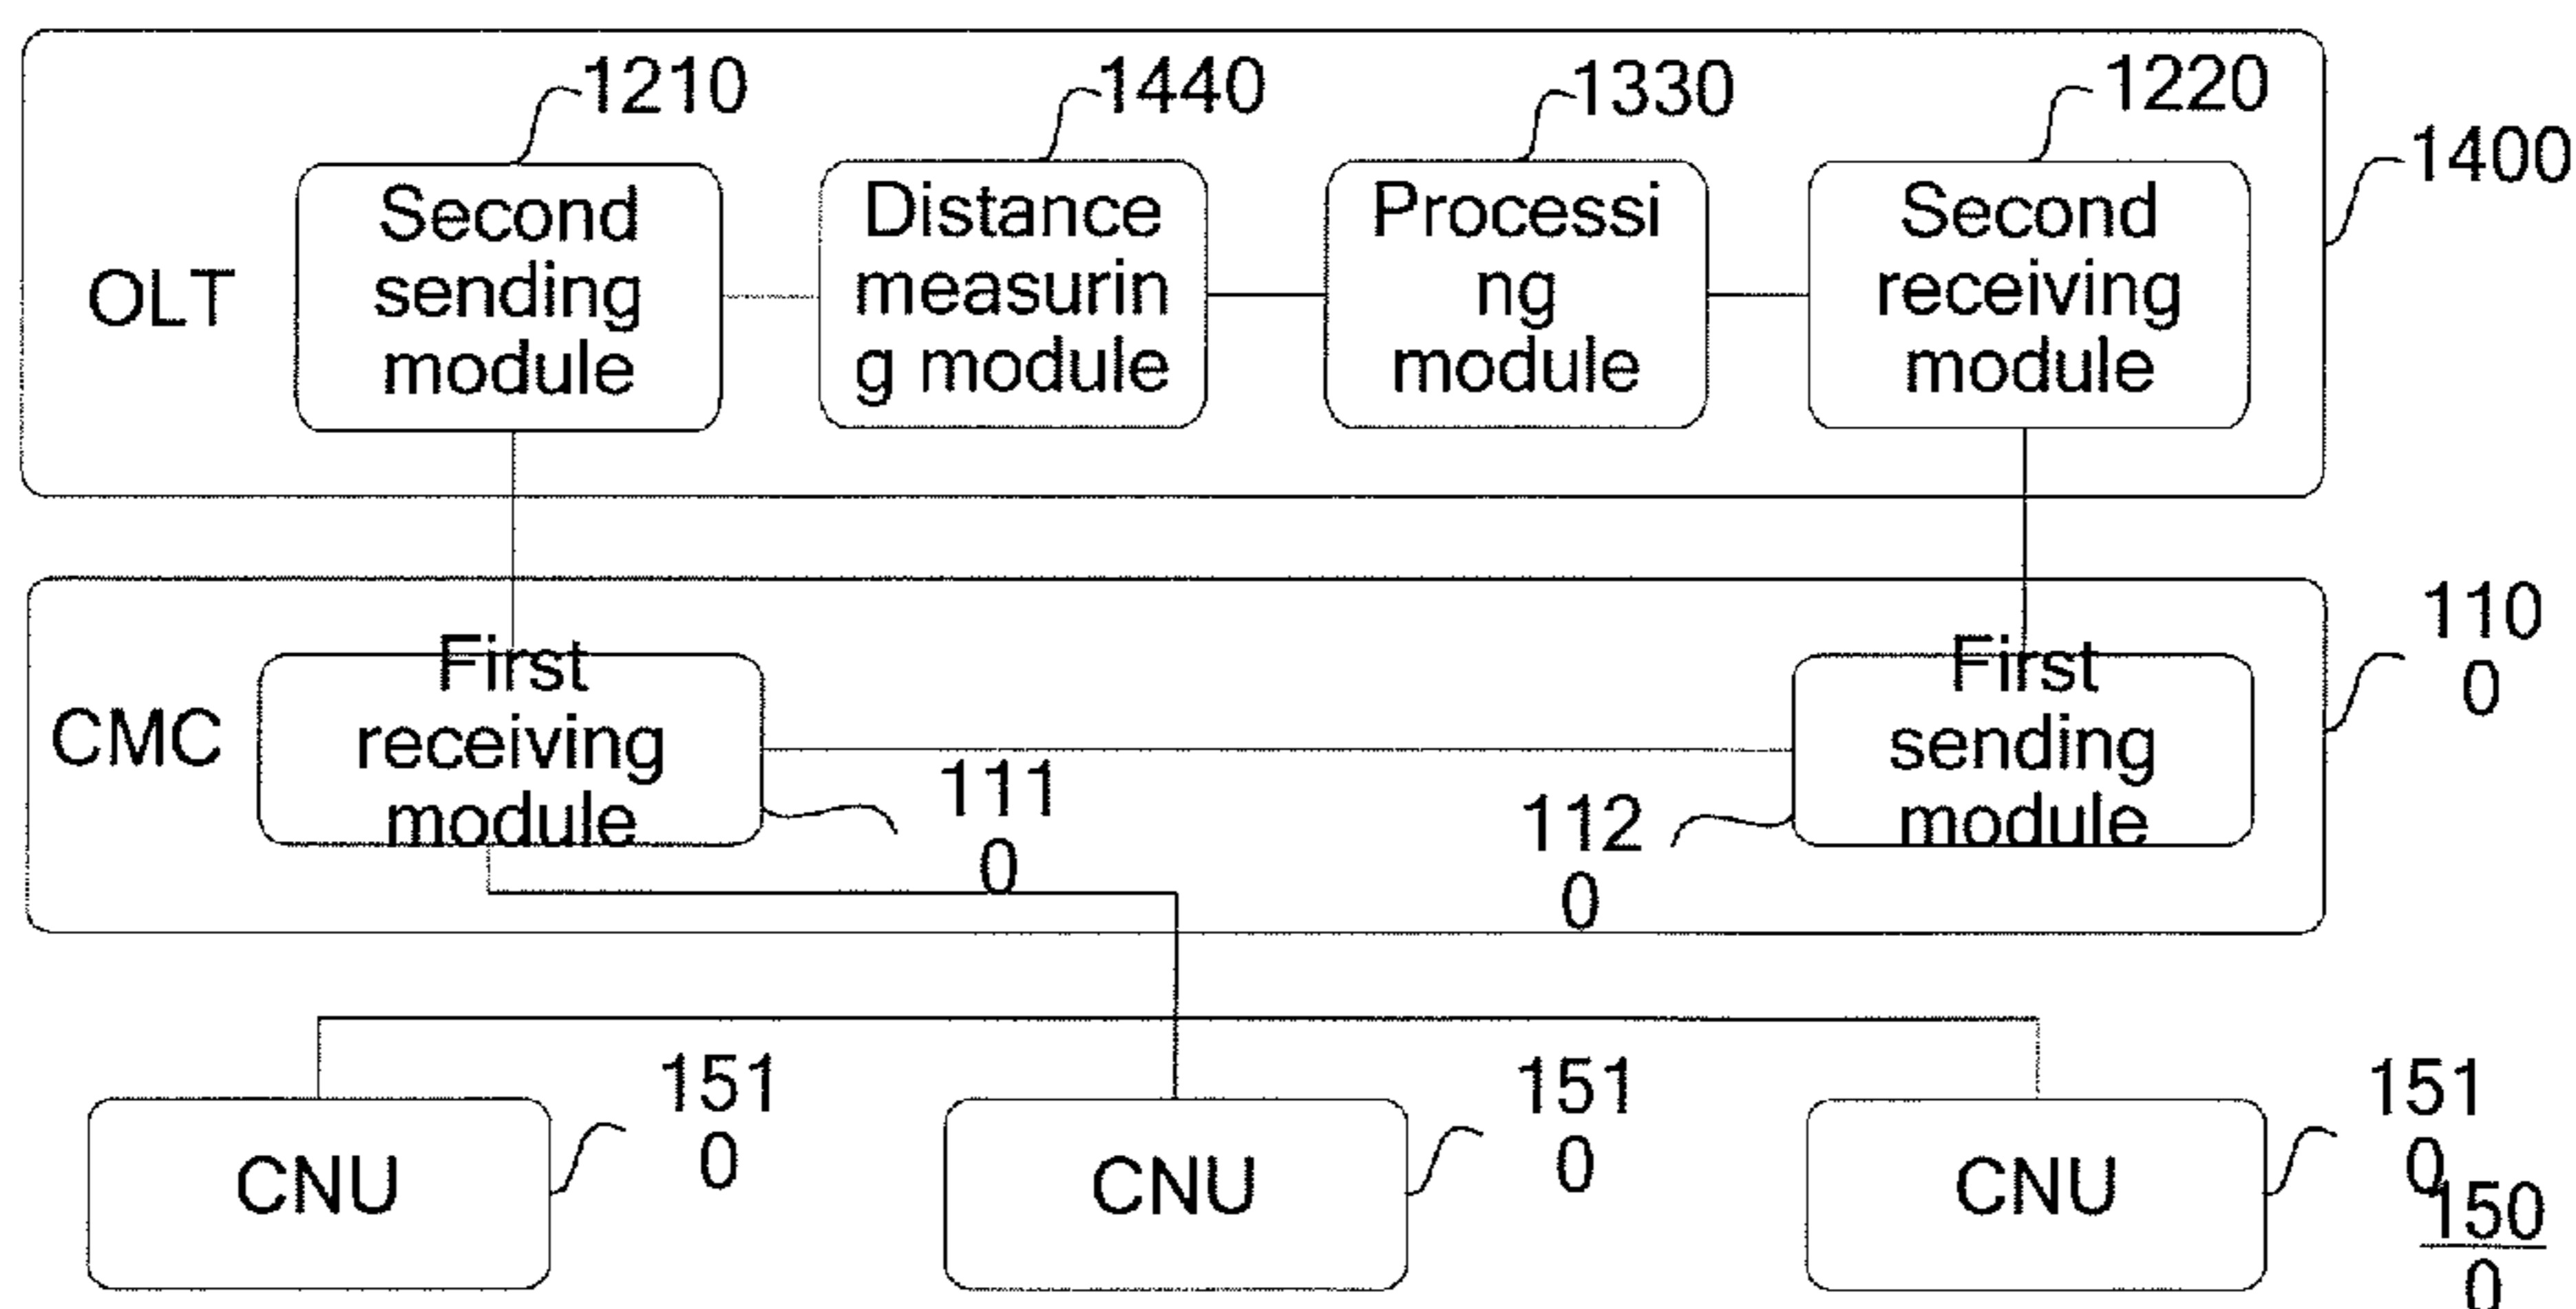 1210
1440
1330
1220
1400
OLT
Second
sending
module
Distance
measurin
g module
Processi
ng
module
Second
receiving
module
110
0
CMC
First
receiving
module
111
0
112
0
First
sending
module
CNU
151
0
CNU
151
0
CNU
151
0
150
0